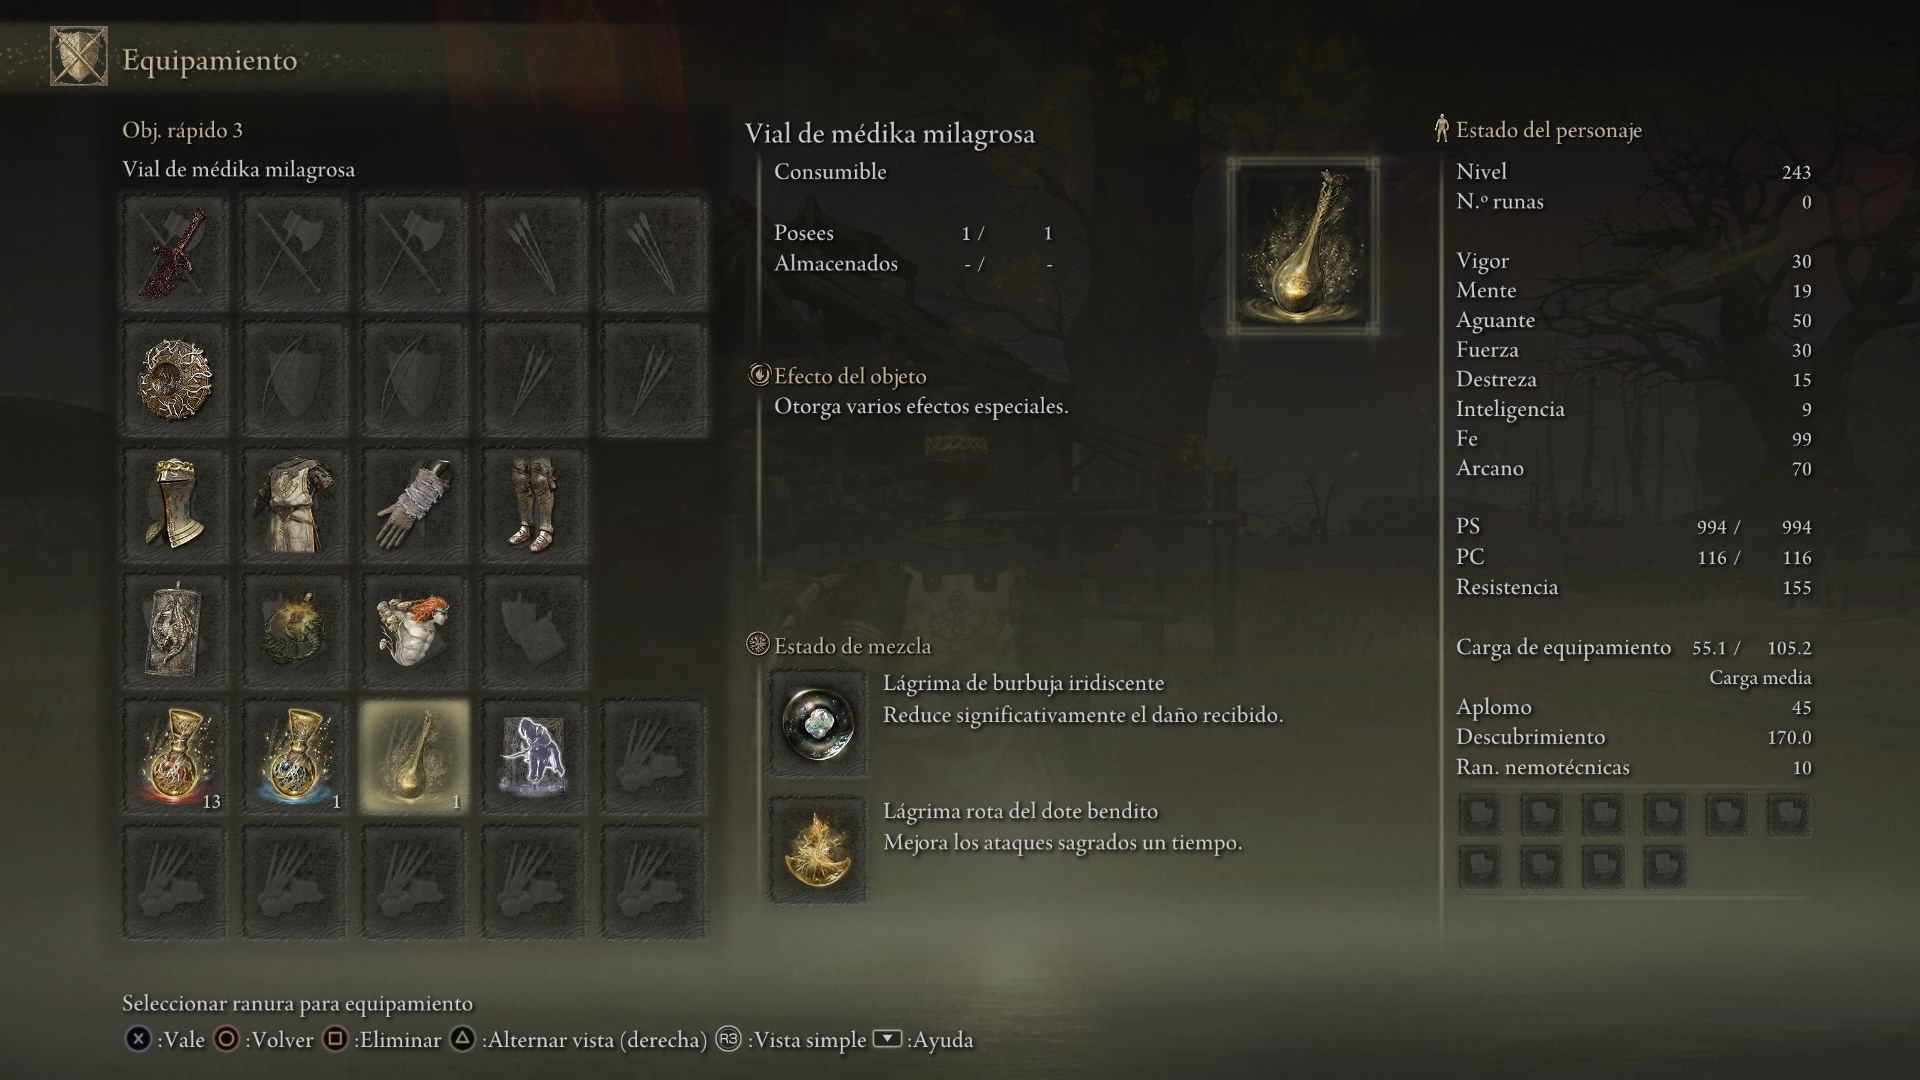 Equipamiento
Obj. rápido 3
Vial de médika milagrosa
13
1
1
Vial de médika milagrosa
Consumible
Posees 1 / 1
Almacenados - / -
Efecto del objeto
Otorga varios efectos especiales.
Estado de mezcla
Lágrima de burbuja iridiscente
Reduce significativamente el daño recibido.
Lágrima rota del dote bendito
Mejora los ataques sagrados un tiempo.
Estado del personaje
Nivel 243
N.º runas 0
Vigor 30
Mente 19
Aguante 50
Fuerza 30
Destreza 15
Inteligencia 9
Fe 99
Arcano 70
PS 994 / 994
PC 116 / 116
Resistencia 155
Carga de equipamiento 55.1 / 105.2
Carga media
Aplomo 45
Descubrimiento 170.0
Ran. nemotécnicas 10
Seleccionar ranura para equipamiento
X :Vale :Volver :Eliminar :Alternar vista (derecha) R3 :Vista simple :Ayuda